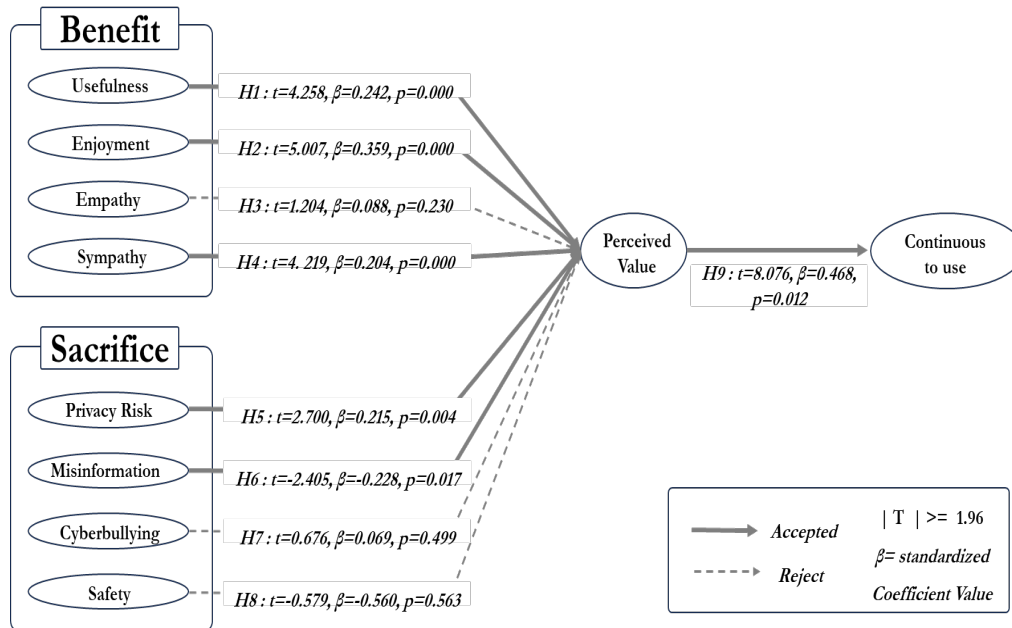 Benefit
Usefulness
H1 : t=4.258, β=0.242, p=0.000
Enjoyment
H2 : t=5.007, β=0.359, p=0.000
Empathy
H3 : t=1.204, β=0.088, p=0.230
Sympathy
H4 : t=4. 219, β=0.204, p=0.000
Perceived
Value
H9 : t=8.076, β=0.468,
p=0.012
Continuous
to use
Sacrifice
Privacy Risk
H5 : t=2.700, β=0.215, p=0.004
Misinformation
H6 : t=-2.405, β=-0.228, p=0.017
Cyberbullying
H7 : t=0.676, β=0.069, p=0.499
Safety
H8 : t=-0.579, β=-0.560, p=0.563
Accepted
Reject
| T | >= 1.96
β= standardized
Coefficient Value